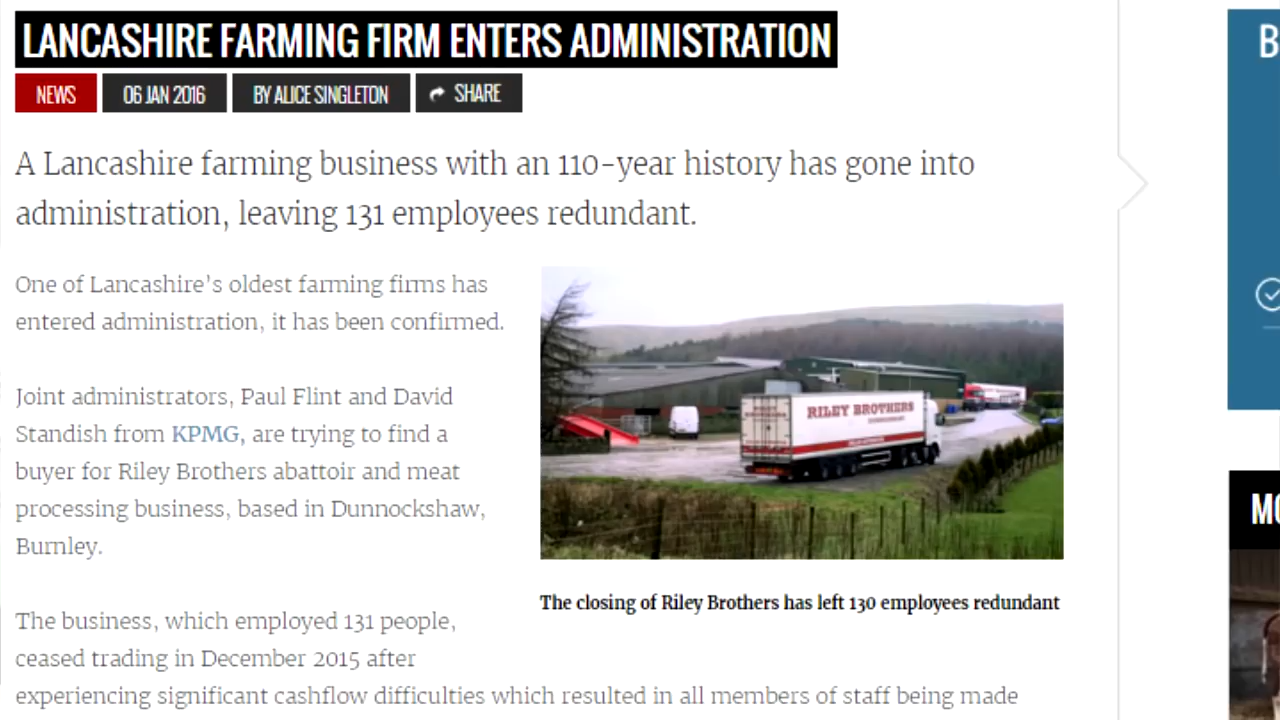 LANCASHIRE FARMING FIRM ENTERS ADMINISTRATION
NEWS
06 JAN 2016
BY ALICE SINGLETON
SHARE
A Lancashire farming business with an 110-year history has gone into
administration, leaving 131 employees redundant.
One of Lancashire's oldest farming firms has
entered administration, it has been confirmed.
Joint administrators, Paul Flint and David
Standish from KPMG, are trying to find a
buyer for Riley Brothers abattoir and meat
processing business, based in Dunnockshaw,
Burnley.
RILEY BROTHERS
The closing of Riley Brothers has left 130 employees redundant
The business, which employed 131 people,
ceased trading in December 2015 after
experiencing significant cashflow difficulties which resulted in all members of staff being made